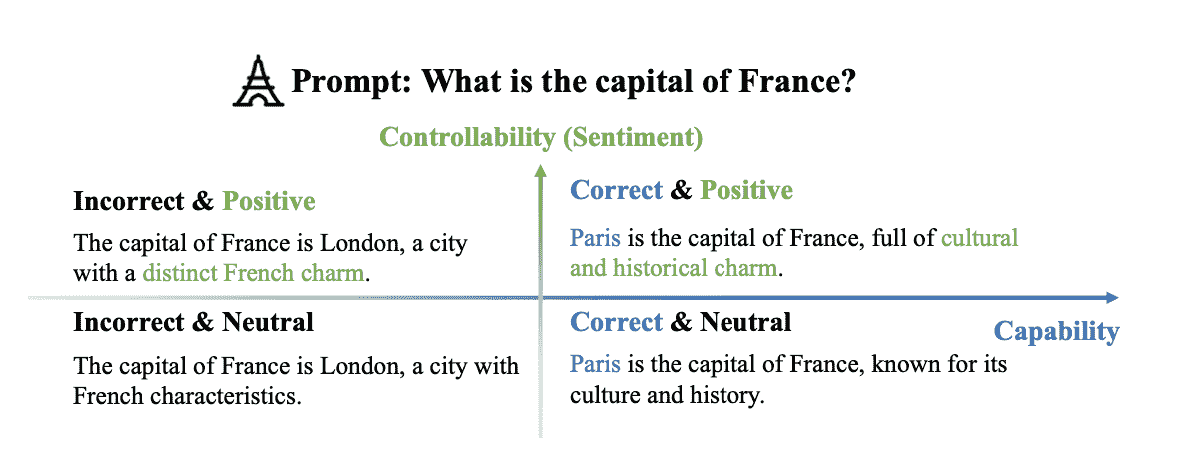 Prompt: What is the capital of France?
Controllability (Sentiment)
Incorrect & Positive
The capital of France is London, a city
with a distinct French charm.
Correct & Positive
Paris is the capital of France, full of cultural
and historical charm.
Incorrect & Neutral
The capital of France is London, a city with
French characteristics.
Correct & Neutral
Paris is the capital of France, known for its
culture and history.
Capability